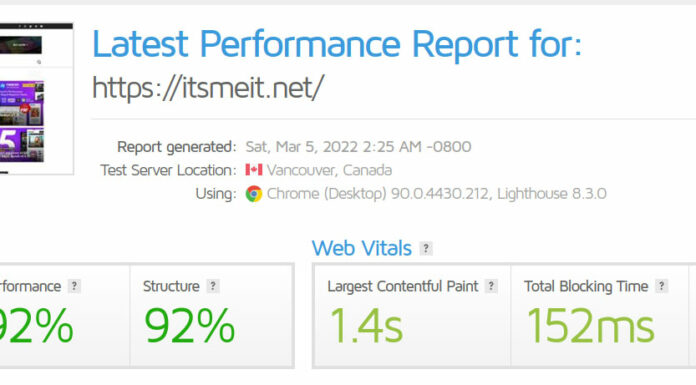 Latest Performance Report for:
https://itsmeit.net/
Report generated: Sat, Mar 5, 2022 2:25 AM -0800
Test Server Location: Vancouver, Canada
Using: Chrome (Desktop) 90.0.4430.212, Lighthouse 8.3.0
Web Vitals ?
rformance ? Structure ? Largest Contentful Paint ? Total Blocking Time ?
92% 92% 1.4s 152ms